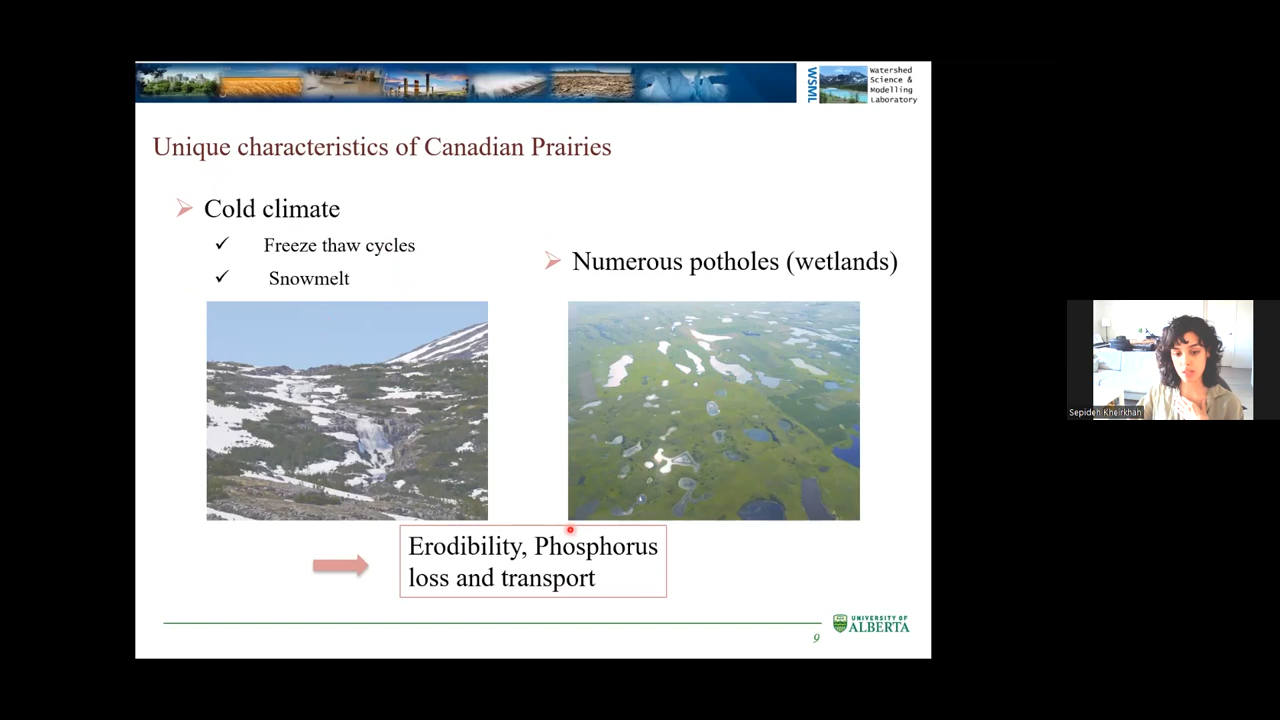 WSML
Watershed
Science &
Modelling
Laboratory
Unique characteristics of Canadian Prairies
Cold climate
Freeze thaw cycles
Snowmelt
Numerous potholes (wetlands)
Erodibility, Phosphorus
loss and transport
UNIVERSITY OF
ALBERTA
9
Sepideh Kheirkhah